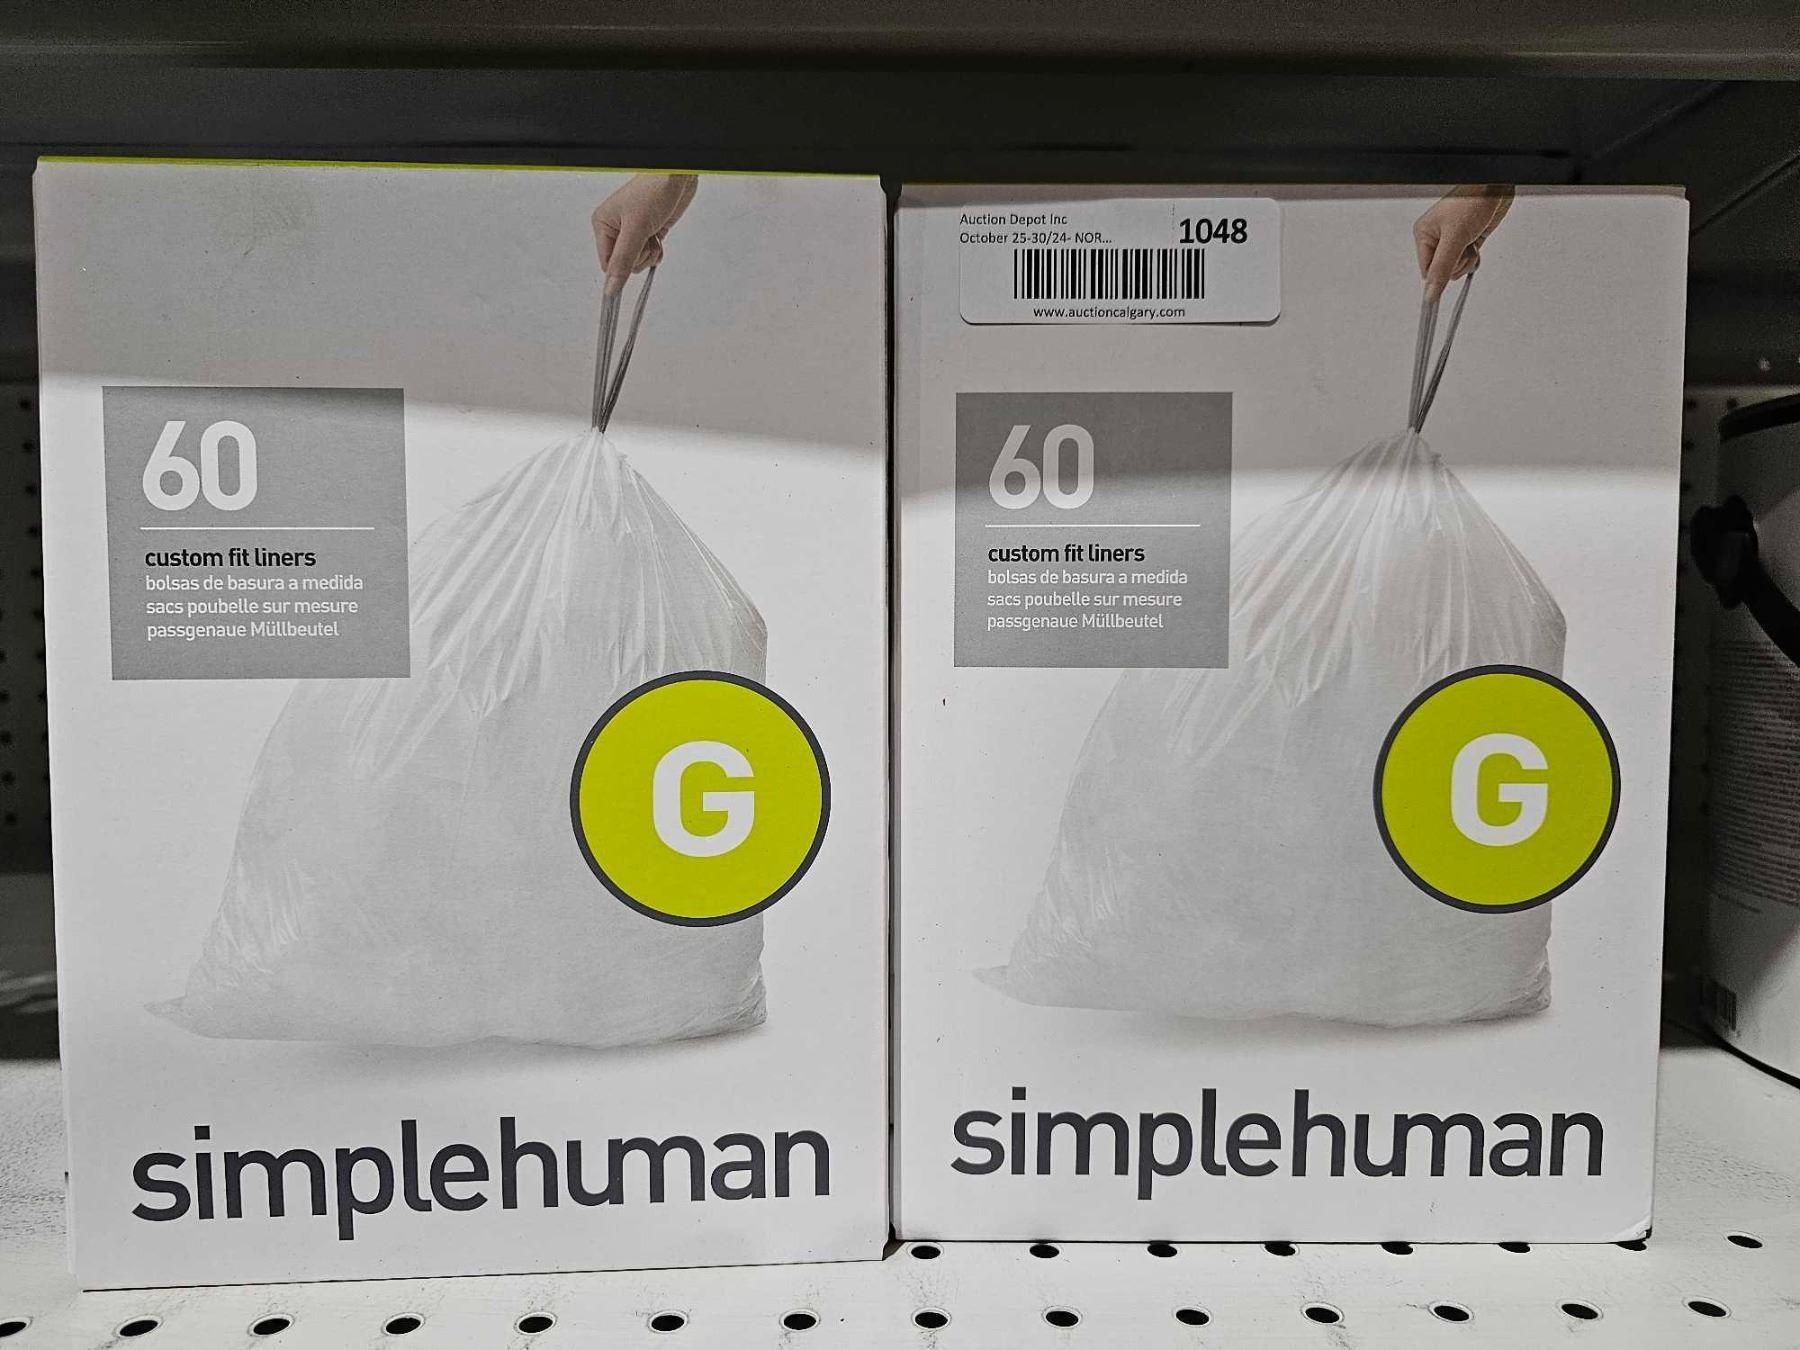 60
custom fit liners
bolsas de basura a medida
sacs poubelle sur mesure
passgenaue Müllbeutel
G
simplehuman
Auction Depot Inc
October 25-30/24- NOR...
1048
www.auctioncalgary.com
60
custom fit liners
bolsas de basura a medida
sacs poubelle sur mesure
passgenaue Müllbeutel
G
simplehuman